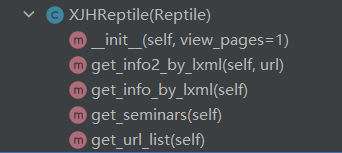 XJHReptile(Reptile)
__init__(self, view_pages=1)
get_info2_by_lxml(self, url)
get_info_by_lxml(self)
get_seminars(self)
get_url_list(self)